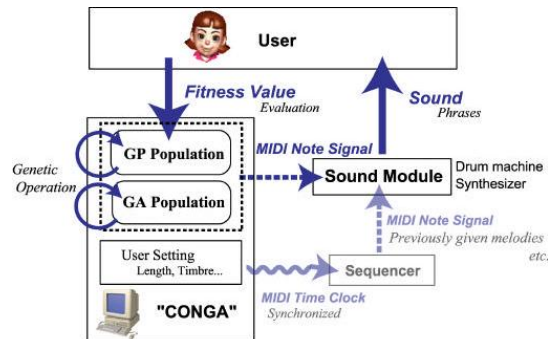 User
Fitness Value
Evaluation
Sound
Phrases
GP Population
Genetic
Operation
GA Population
MIDI Note Signal
Sound Module
Drum machine
Synthesizer
MIDI Note Signal
Previously given melodies
etc.
User Setting
Length, Timbre...
Sequencer
MIDI Time Clock
Synchronized
"CONGA"